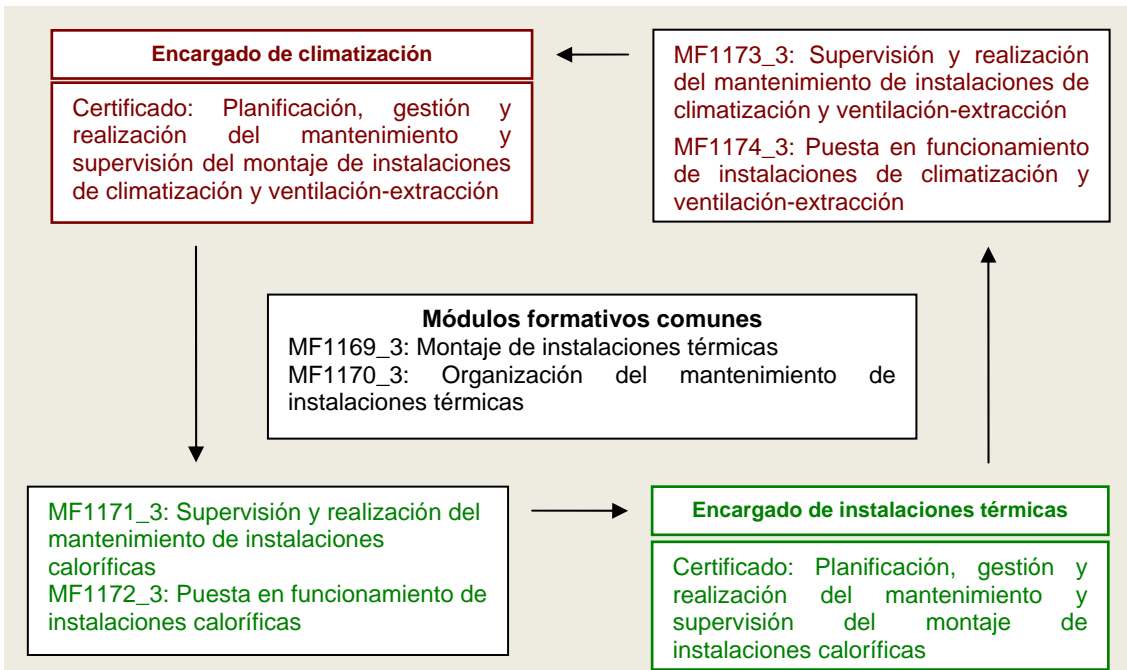 Encargado de climatización
Certificado: Planificación, gestión y
realización del mantenimiento y
supervisión del montaje de instalaciones
de climatización y ventilación-extracción
MF1173_3: Supervisión y realización
del mantenimiento de instalaciones de
climatización y ventilación-extracción
MF1174_3: Puesta en funcionamiento
de instalaciones de climatización y
ventilación-extracción
Módulos formativos comunes
MF1169_3: Montaje de instalaciones térmicas
MF1170_3: Organización del mantenimiento de
instalaciones térmicas
MF1171_3: Supervisión y realización del
mantenimiento de instalaciones
caloríficas
MF1172_3: Puesta en funcionamiento de
instalaciones caloríficas
Encargado de instalaciones térmicas
Certificado: Planificación, gestión y
realización del mantenimiento y
supervisión del montaje de
instalaciones caloríficas